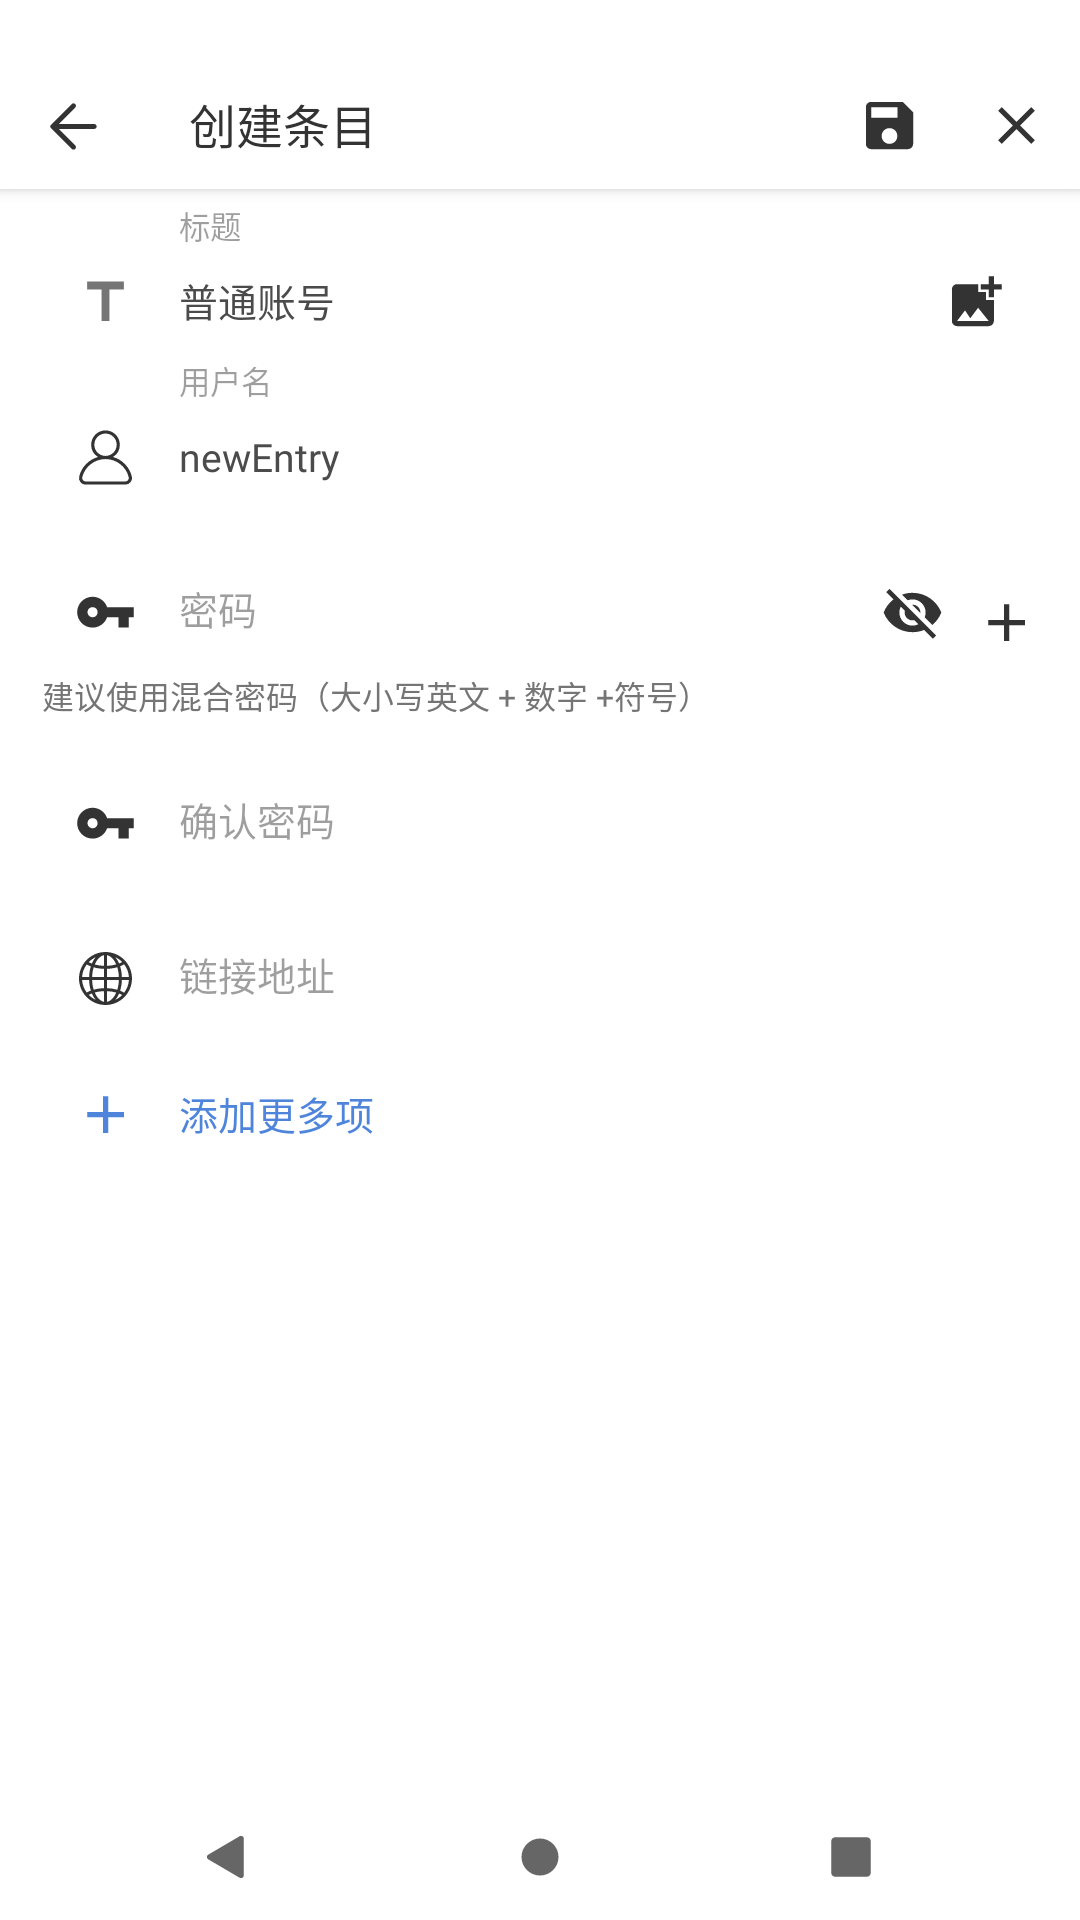 创建条目
标题
普通账号
用户名
newEntry
密码
建议使用混合密码（大小写英文 + 数字 +符号）
确认密码
链接地址
添加更多项